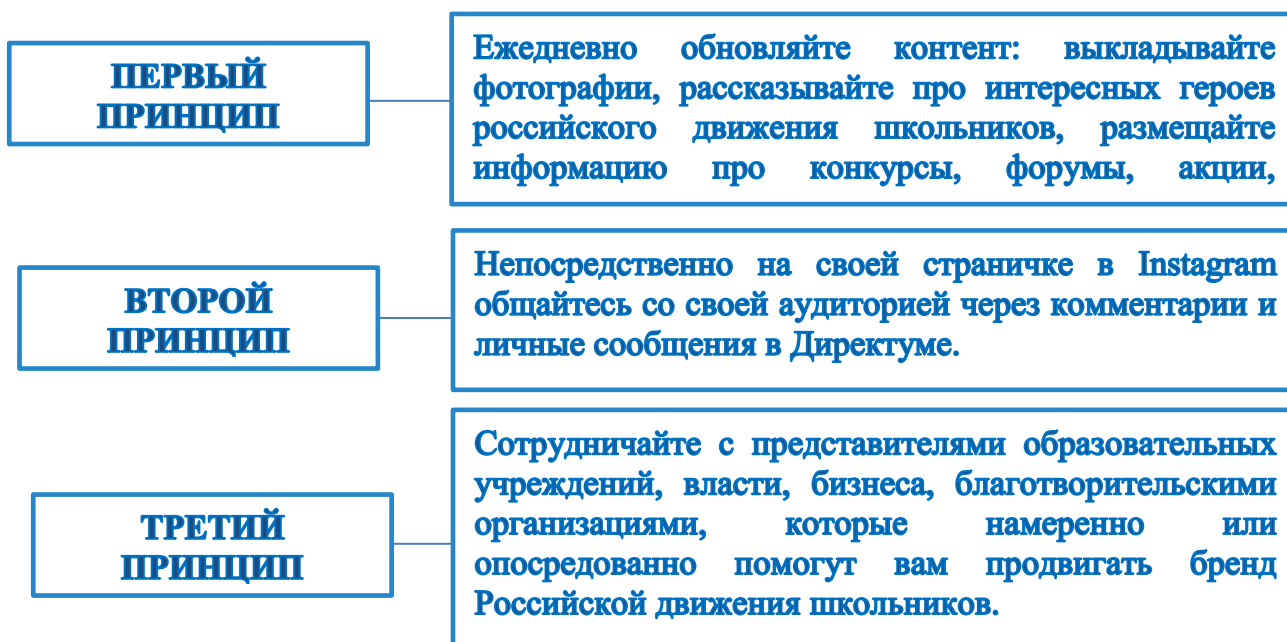 ПЕРВЫЙ
ПРИНЦИП
Ежедневно обновляйте контент: выкладывайте
фотографии, рассказывайте про интересных героев
российского движения школьников, размещайте
информацию про конкурсы, форумы, акции,
ВТОРОЙ
ПРИНЦИП
Непосредственно на своей страничке в Instagram
общайтесь со своей аудиторией через комментарии и
личные сообщения в Директуме.
ТРЕТИЙ
ПРИНЦИП
Сотрудничайте с представителями образовательных
учреждений, власти, бизнеса, благотворительскими
организациями, которые намеренно или
опосредованно помогут вам продвигать бренд
Российской движения школьников.